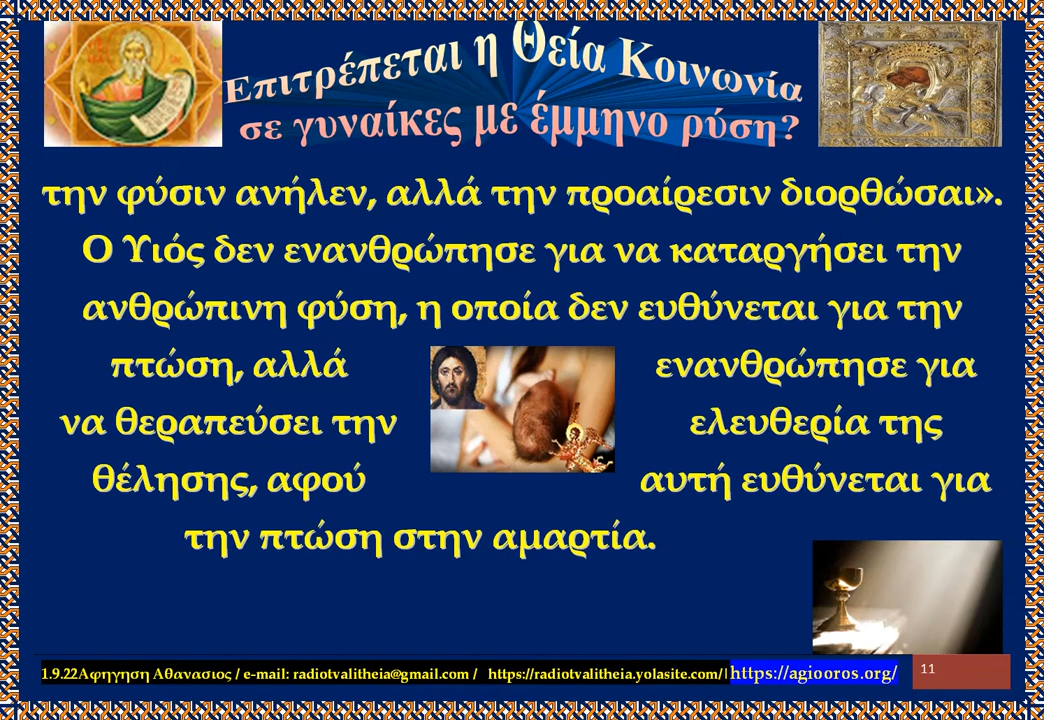 Επιτρέπεται η Θεία Κοινωνία
σε γυναίκες με έμμηνο ρύση?
την φύσιν ανήλεν, αλλά την προαίρεσιν διορθώσαι».
Ο Υιός δεν ενανθρώπησε για να καταργήσει την
ανθρώπινη φύση, η οποία δεν ευθύνεται για την
πτώση, αλλά ενανθρώπησε για
να θεραπεύσει την ελευθερία της
θέλησης, αφού αυτή ευθύνεται για
την πτώση στην αμαρτία.
1.9.22Αφηγηση Αθανασιος / e-mail: radiotvalitheia@gmail.com / https://radiotvalitheia.yolasite.com/| https://agiooros.org/ 11